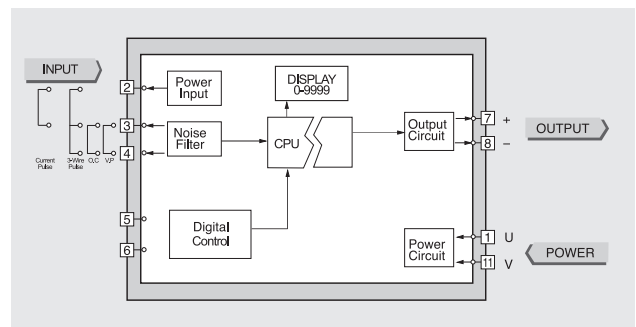 INPUT
2
3
4
5
6
Current
Pulse
3-Wire
Pulse
O,C
V,P
Power
Input
Noise
Filter
Digital
Control
DISPLAY
0-9999
CPU
Output
Circuit
Power
Circuit
7 +
8 −
1 U
11 V
OUTPUT
POWER